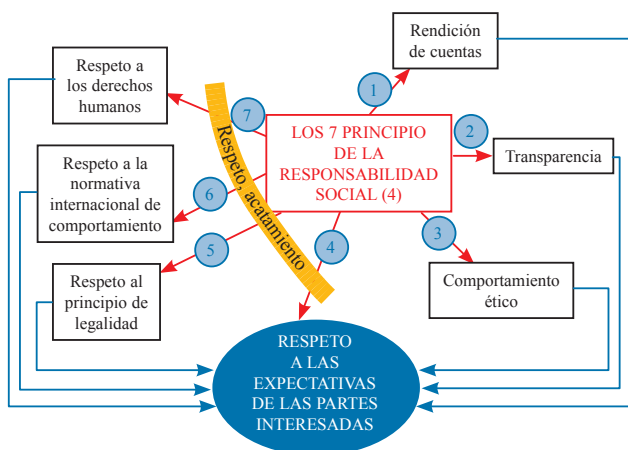 Rendición
de cuentas
Respeto a
los derechos
humanos
1
7
LOS 7 PRINCIPIO
DE LA
RESPONSABILIDAD
SOCIAL (4)
2
Transparencia
Respeto a la
normativa
internacional de
comportamiento
6
Respeto, acatamiento
3
5
4
Respeto al
principio de
legalidad
Comportamiento
ético
RESPETO
A LAS
EXPECTATIVAS
DE LAS PARTES
INTERESADAS